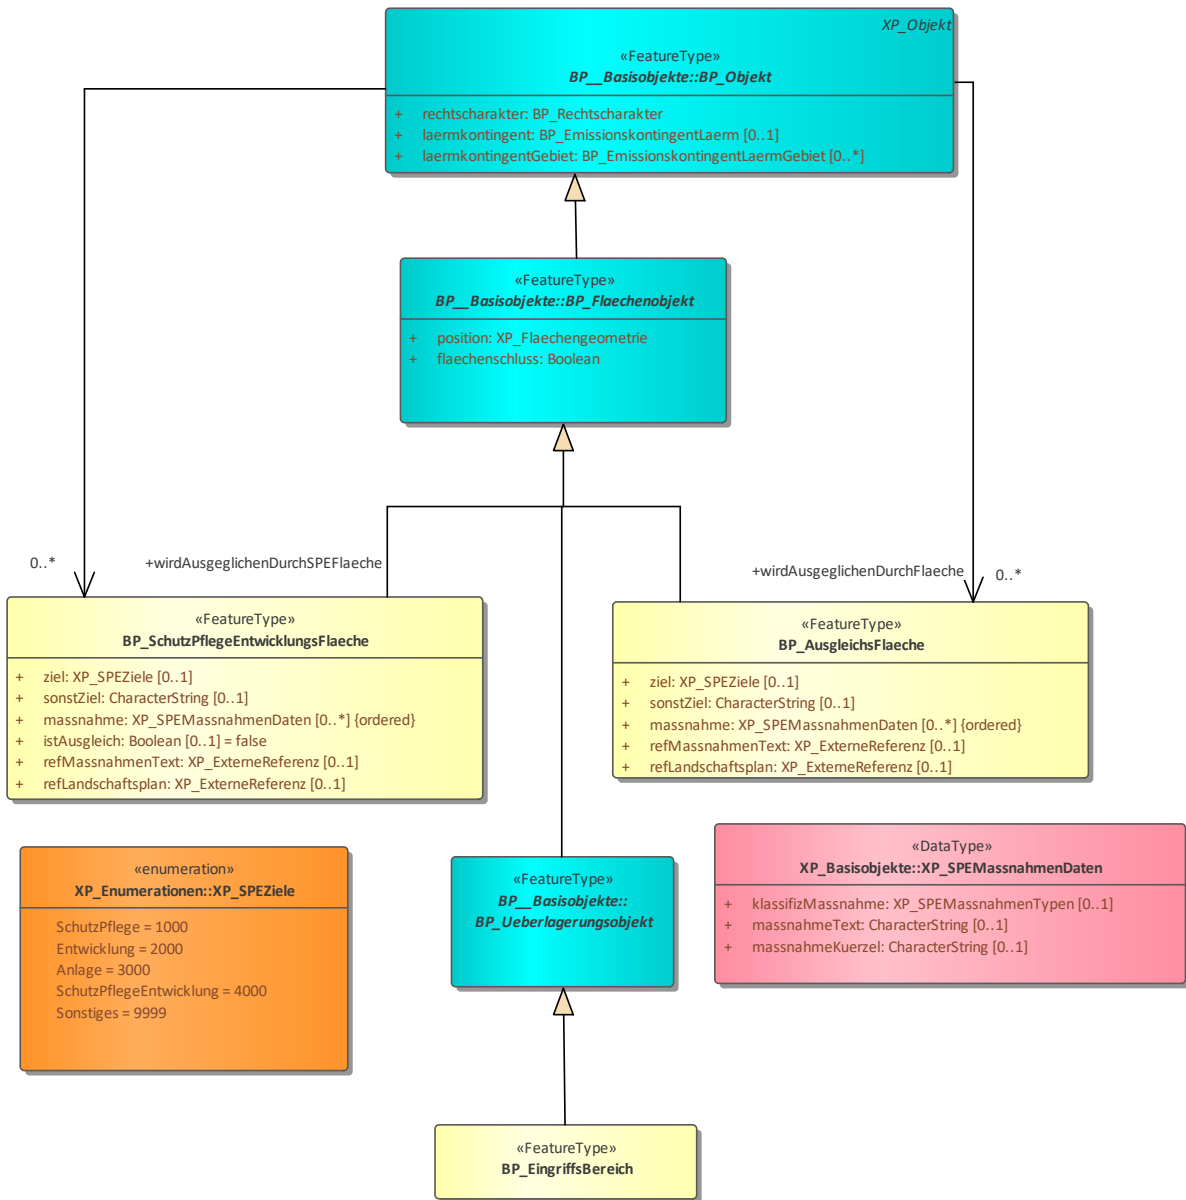 XP_Objekt
«FeatureType»
BP__Basisobjekte::BP_Objekt
+ rechtscharakter: BP_Rechtscharakter
+ laermkontingent: BP_EmissionskontingentLaerm [0..1]
+ laermkontingentGebiet: BP_EmissionskontingentLaermGebiet [0..*]
«FeatureType»
BP__Basisobjekte::BP_Flaechenobjekt
+ position: XP_Flaechengeometrie
+ flaechenschluss: Boolean
0..*
+wirdAusgeglichenDurchSPEFlaeche
+wirdAusgeglichenDurchFlaeche
0..*
«FeatureType»
BP_SchutzPflegeEntwicklungsFlaeche
+ ziel: XP_SPEZiele [0..1]
+ sonstZiel: CharacterString [0..1]
+ massnahme: XP_SPEMassnahmenDaten [0..*] {ordered}
+ istAusgleich: Boolean [0..1] = false
+ refMassnahmenText: XP_ExterneReferenz [0..1]
+ refLandschaftsplan: XP_ExterneReferenz [0..1]
«FeatureType»
BP_AusgleichsFlaeche
+ ziel: XP_SPEZiele [0..1]
+ sonstZiel: CharacterString [0..1]
+ massnahme: XP_SPEMassnahmenDaten [0..*] {ordered}
+ refMassnahmenText: XP_ExterneReferenz [0..1]
+ refLandschaftsplan: XP_ExterneReferenz [0..1]
«enumeration»
XP_Enumerationen::XP_SPEZiele
SchutzPflege = 1000
Entwicklung = 2000
Anlage = 3000
SchutzPflegeEntwicklung = 4000
Sonstiges = 9999
«FeatureType»
BP__Basisobjekte::
BP_Ueberlagerungsobjekt
«DataType»
XP_Basisobjekte::XP_SPEMassnahmenDaten
+ klassifizMassnahme: XP_SPEMassnahmenTypen [0..1]
+ massnahmeText: CharacterString [0..1]
+ massnahmeKuerzel: CharacterString [0..1]
«FeatureType»
BP_EingriffsBereich